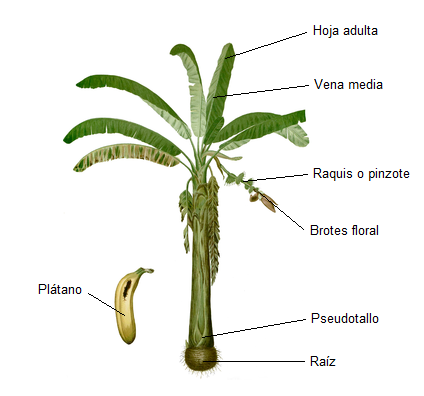 Hoja adulta
Vena media
Raquis o pinzote
Brotes floral
Plátano
Pseudotallo
Raíz